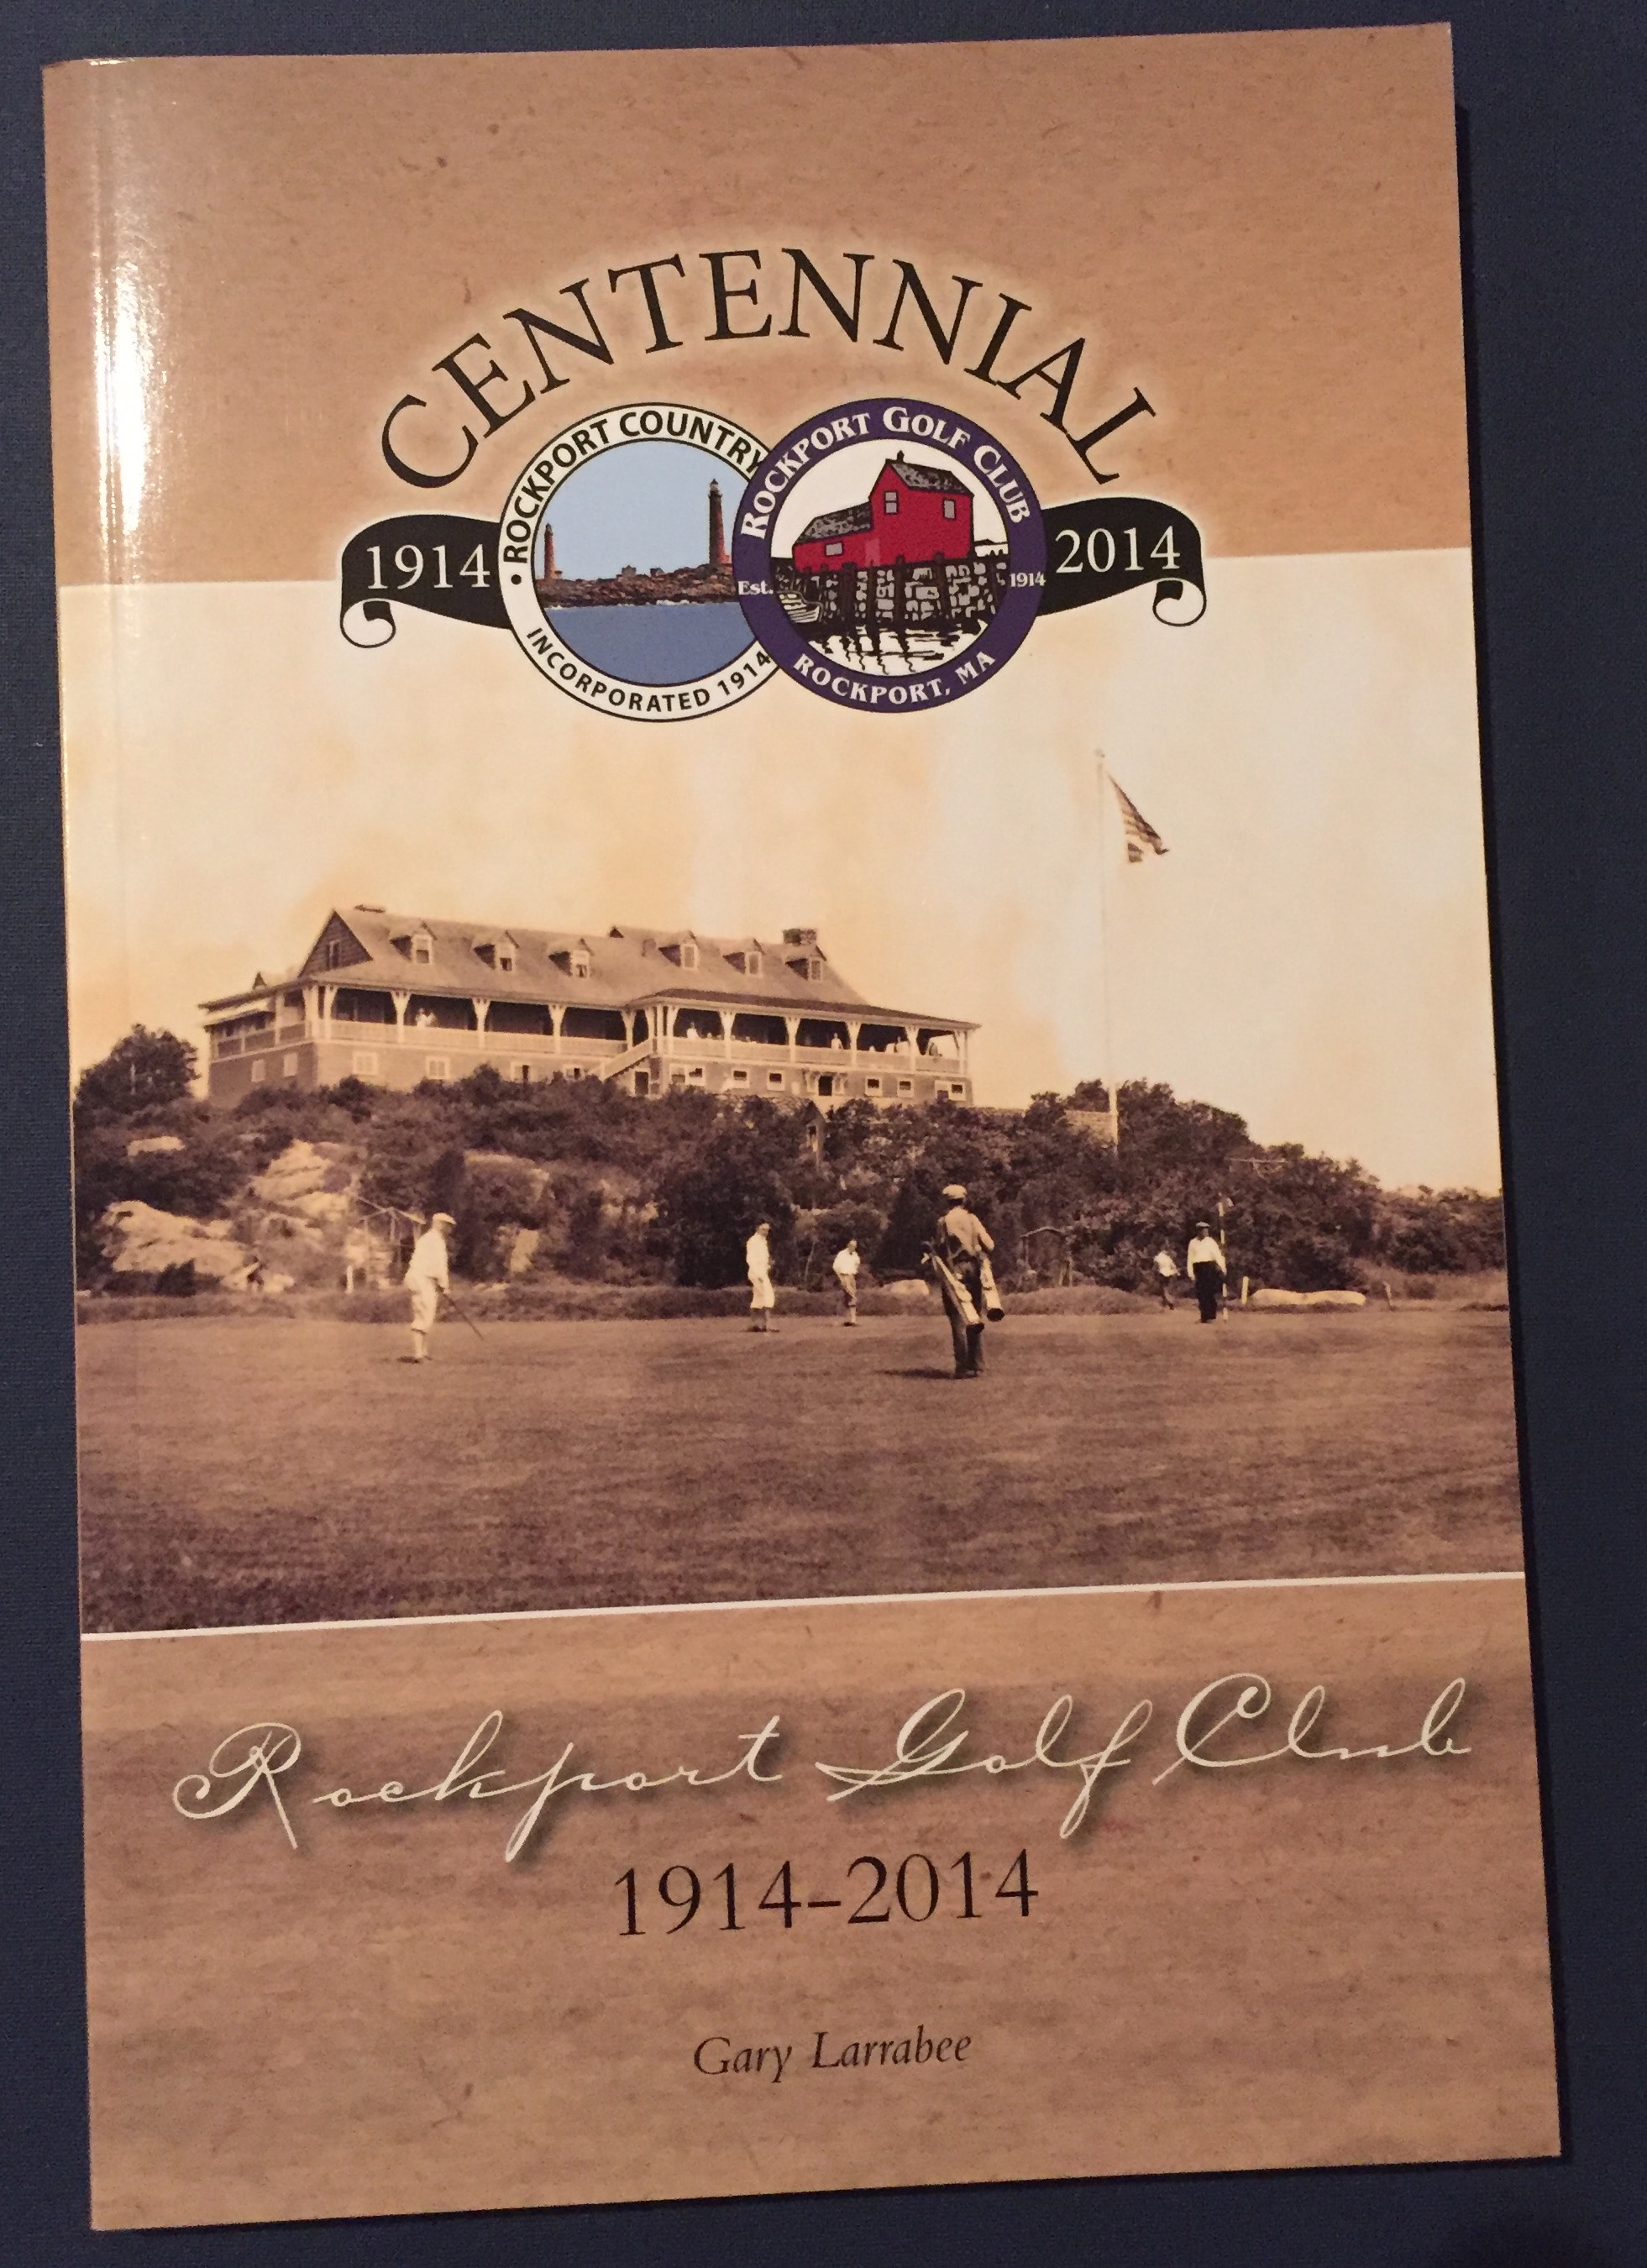 CENTENNIAL
1914
• ROCKPORT COUNTRY
INCORPORATED 1914
ROCKPORT GOLF CLUB
Est. 1914
ROCKPORT, MA
2014
Rockport Golf Club
1914–2014
Gary Larrabee